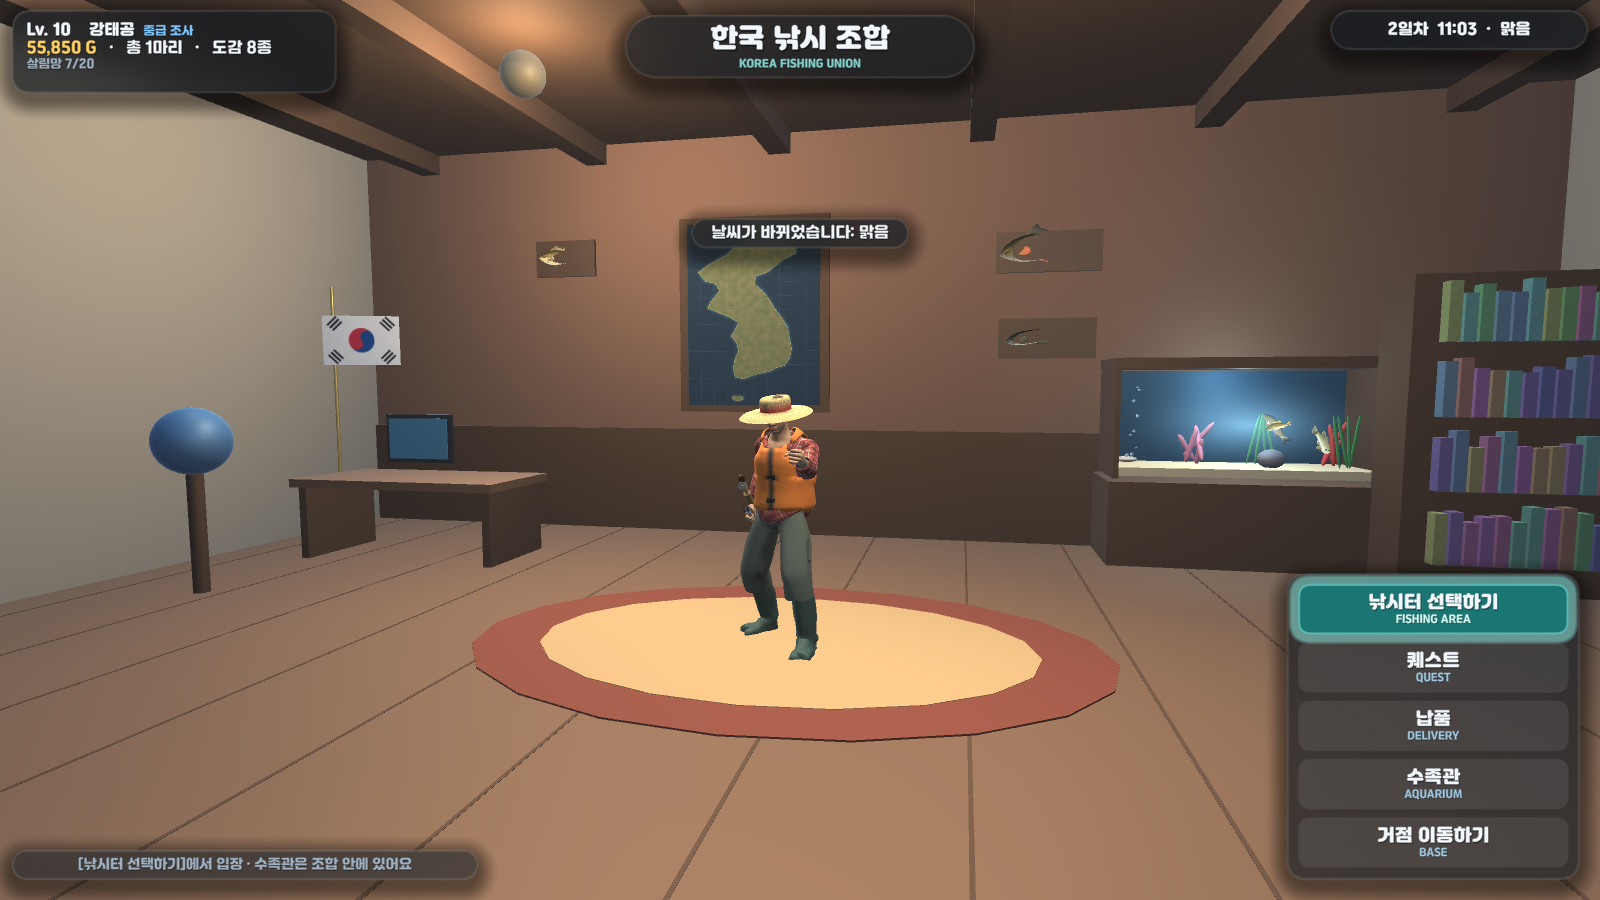 Lv. 10 강태공 중급 조사
55,850 G · 총 1마리 · 도감 8종
살림망 7/20
한국 낚시 조합
KOREA FISHING UNION
2일차 11:03 · 맑음
날씨가 바뀌었습니다: 맑음
낚시터 선택하기
FISHING AREA
퀘스트
QUEST
납품
DELIVERY
수족관
AQUARIUM
거점 이동하기
BASE
[낚시터 선택하기]에서 입장 · 수족관은 조합 안에 있어요